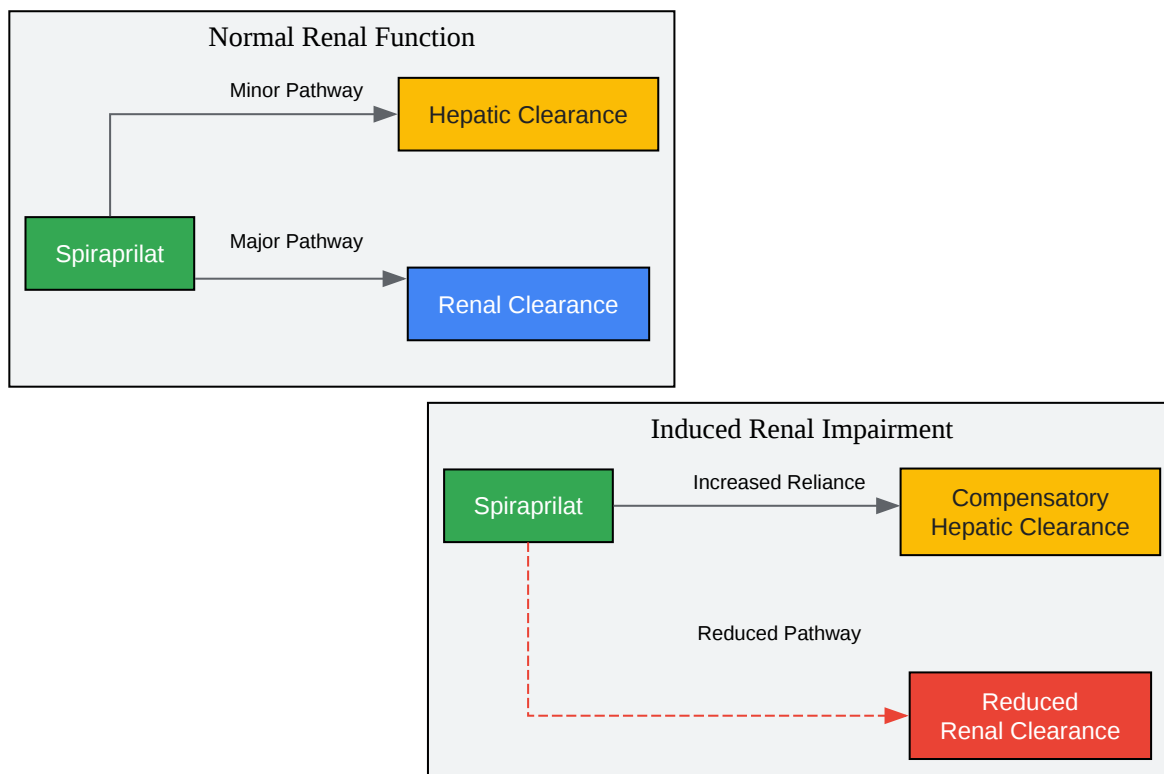 Normal Renal Function
Minor Pathway
Hepatic Clearance
Spiraprilat
Major Pathway
Renal Clearance
Induced Renal Impairment
Spiraprilat
Increased Reliance
Compensatory
Hepatic Clearance
Reduced Pathway
Reduced
Renal Clearance